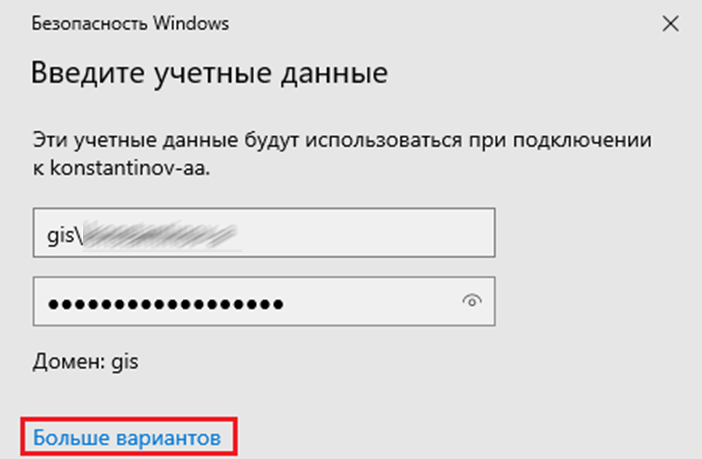 Безопасность Windows
Введите учетные данные
Эти учетные данные будут использоваться при подключении
к konstantinov-aa.
gis\
••••••••••••••••••
Домен: gis
Больше вариантов